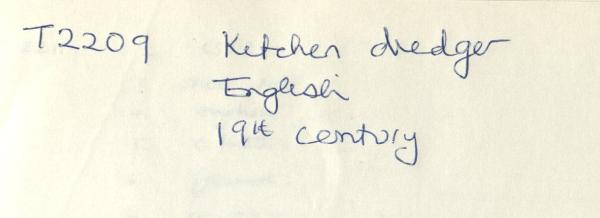 T2209 Kitchen dredger
English
19th century